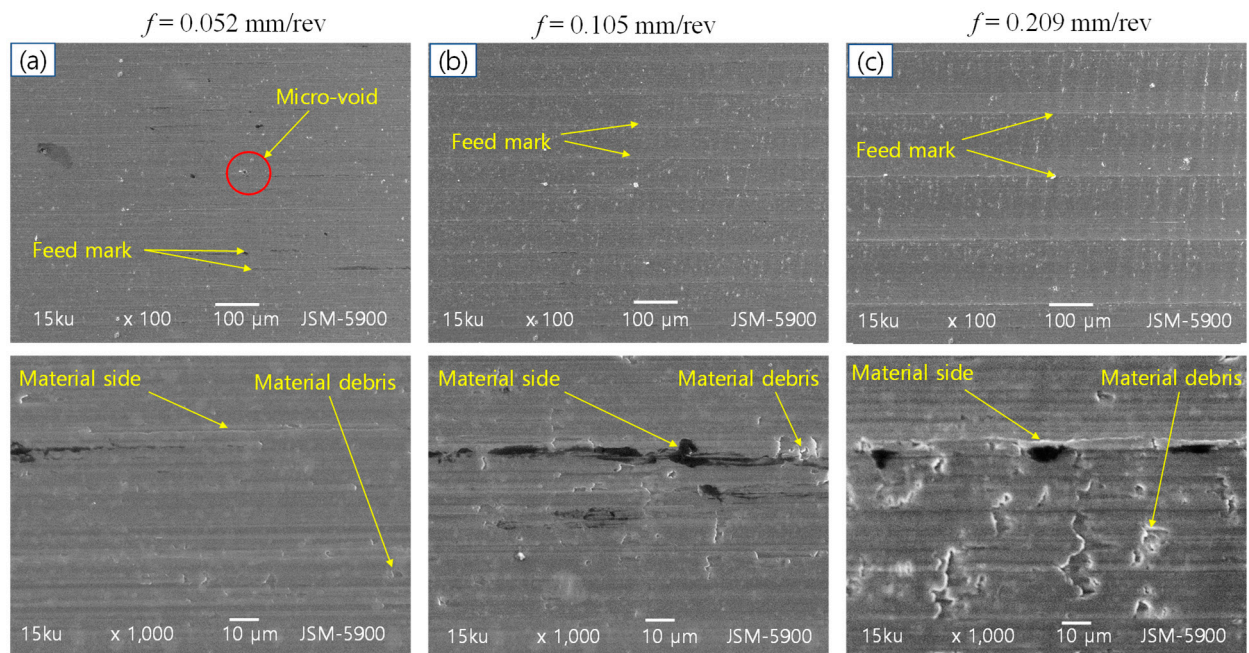 f = 0.052 mm/rev
f = 0.105 mm/rev
f = 0.209 mm/rev
(a)
Micro-void
Feed mark
15ku x 100 100 µm JSM-5900
(b)
Feed mark
15ku x 100 100 µm JSM-5900
(c)
Feed mark
15ku x 100 100 µm JSM-5900
Material side
Material debris
15ku x 1,000 10 µm JSM-5900
Material side
Material debris
15ku x 1,000 10 µm JSM-5900
Material side
Material debris
15ku x 1,000 10 µm JSM-5900